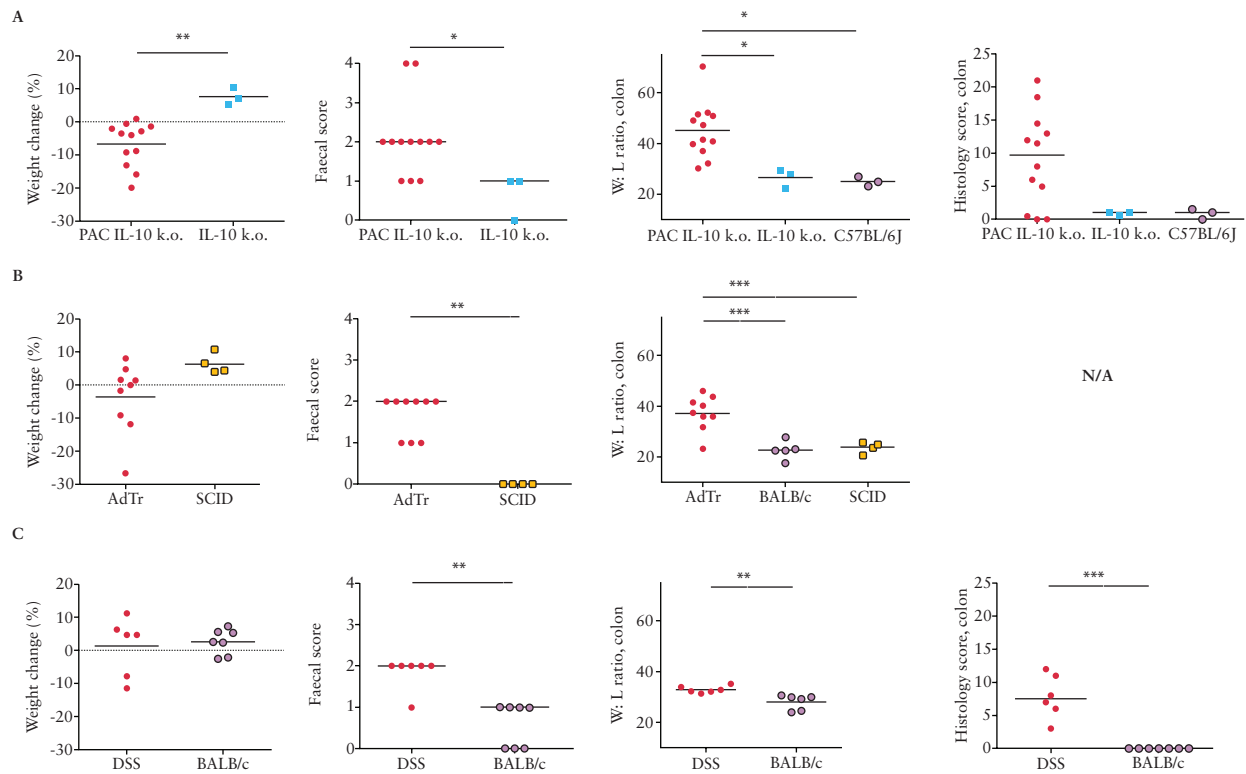 A
**
Weight change (%)
20
10
0
-10
-20
-30
PAC IL-10 k.o.
IL-10 k.o.
*
Faecal score
4
3
2
1
0
PAC IL-10 k.o.
IL-10 k.o.
*
*
W: L ratio, colon
60
40
20
PAC IL-10 k.o.
IL-10 k.o.
C57BL/6J
Histology score, colon
25
20
15
10
5
0
PAC IL-10 k.o.
IL-10 k.o.
C57BL/6J
B
Weight change (%)
20
10
0
-10
-20
-30
AdTr
SCID
**
Faecal score
4
3
2
1
0
AdTr
SCID
***
***
W: L ratio, colon
60
40
20
AdTr
BALB/c
SCID
N/A
C
Weight change (%)
20
10
0
-10
-20
-30
DSS
BALB/c
**
Faecal score
4
3
2
1
0
DSS
BALB/c
**
W: L ratio, colon
60
40
20
DSS
BALB/c
***
Histology score, colon
25
20
15
10
5
0
DSS
BALB/c